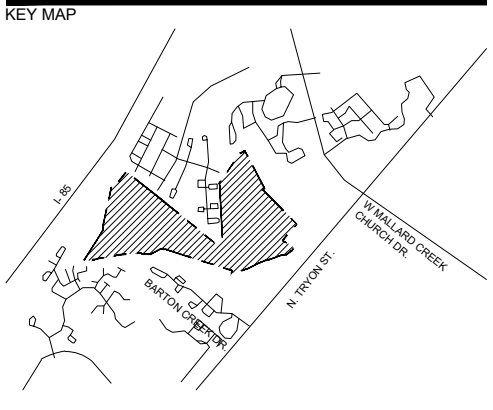 KEY MAP
I- 85
W MALLARD CREEK
CHURCH DR.
N. TRYON ST.
BARTON CREEK DR.